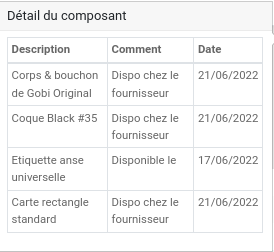 Détail du composant
Description Comment Date
Corps & bouchon de Gobi Original Dispo chez le fournisseur 21/06/2022
Coque Black #35 Dispo chez le fournisseur 21/06/2022
Etiquette anse universelle Disponible le 17/06/2022
Carte rectangle standard Dispo chez le fournisseur 21/06/2022